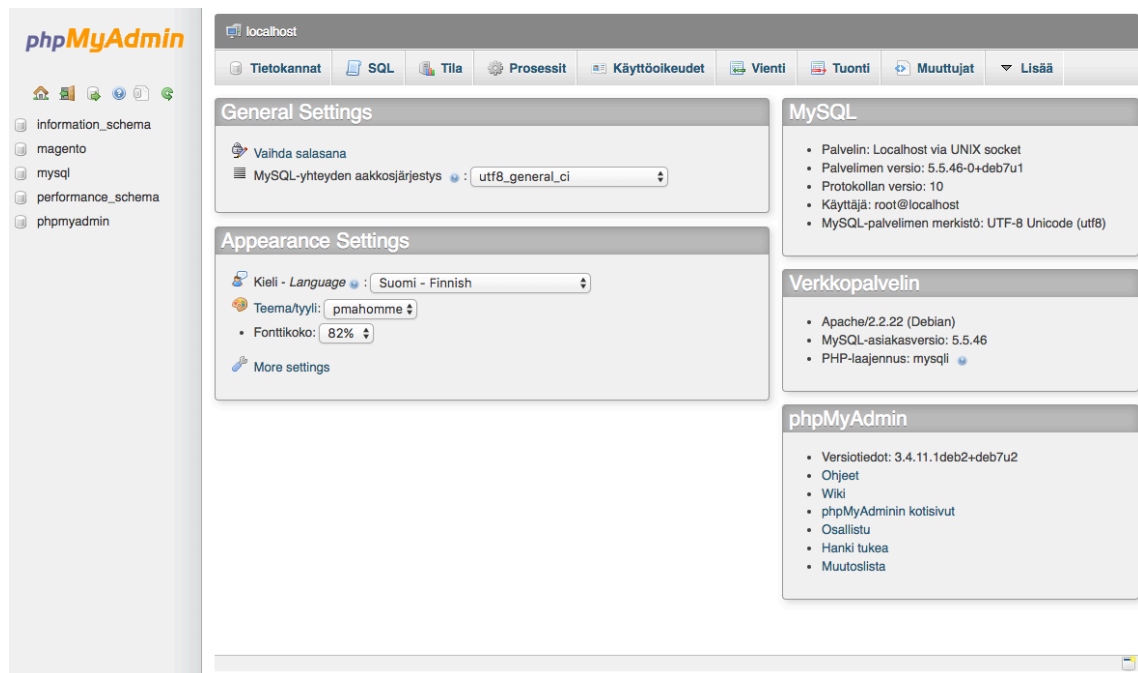 phpMyAdmin
information_schema
magento
mysql
performance_schema
phpmyadmin
localhost
Tietokannat SQL Tila Prosessit Käyttöoikeudet Vienti Tuonti Muuttujat Lisää
General Settings
Vaihda salasana
MySQL-yhteyden aakkosjärjestys : utf8_general_ci
Appearance Settings
Kieli - Language : Suomi - Finnish
Teema/tyyli: pmahomme
• Fonttikoko: 82%
More settings
MySQL
• Palvelin: Localhost via UNIX socket
• Palvelimen versio: 5.5.46-0+deb7u1
• Protokollan versio: 10
• Käyttäjä: root@localhost
• MySQL-palvelimen merkistö: UTF-8 Unicode (utf8)
Verkkopalvelin
• Apache/2.2.22 (Debian)
• MySQL-asiakasversio: 5.5.46
• PHP-laajennus: mysqli
phpMyAdmin
• Versiotiedot: 3.4.11.1deb2+deb7u2
• Ohjeet
• Wiki
• phpMyAdminin kotisivut
• Osallistu
• Hanki tukea
• Muutoslista